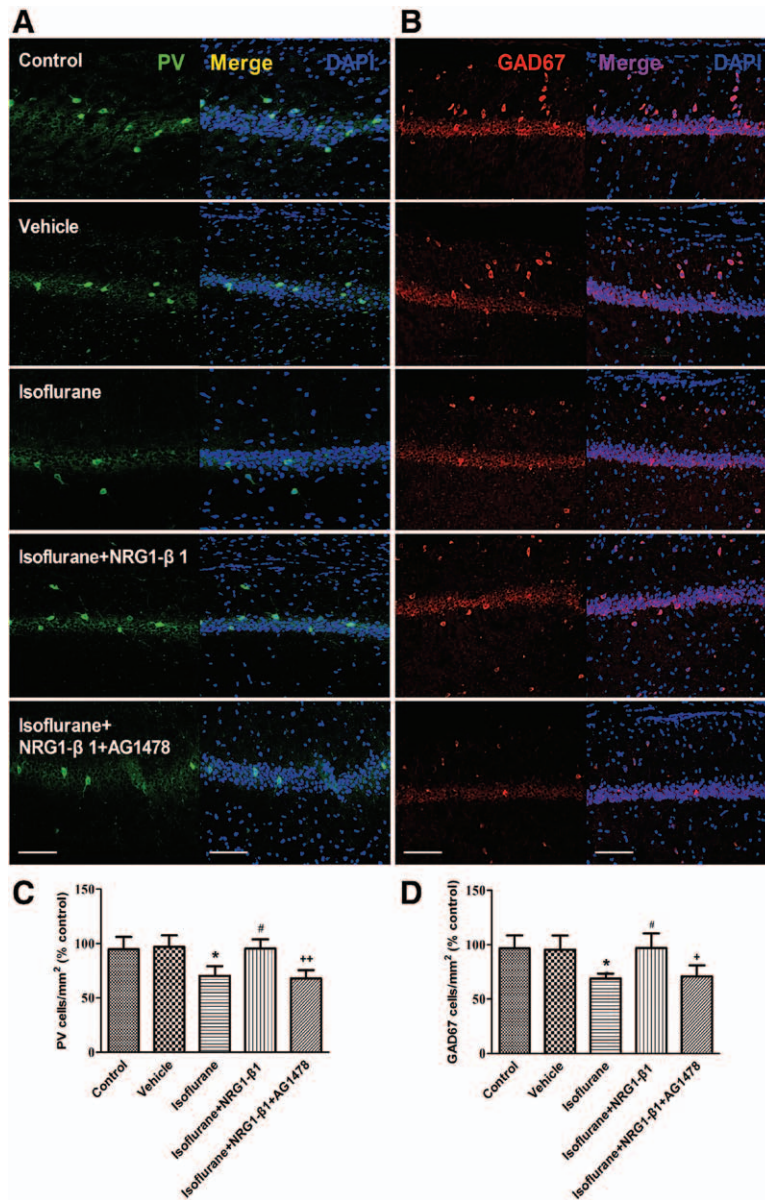 A
B
Control
PV
Merge
DAPI
GAD67
Merge
DAPI
Vehicle
Isoflurane
Isoflurane+NRG1-β 1
Isoflurane+
NRG1-β 1+AG1478
C
D
150
100
50
0
PV cells/mm² (% control)
*
#
++
Control
Vehicle
Isoflurane
Isoflurane+NRG1-β1
Isoflurane+NRG1-β1+AG1478
150
100
50
0
GAD67 cells/mm² (% control)
*
#
+
Control
Vehicle
Isoflurane
Isoflurane+NRG1-β1
Isoflurane+NRG1-β1+AG1478